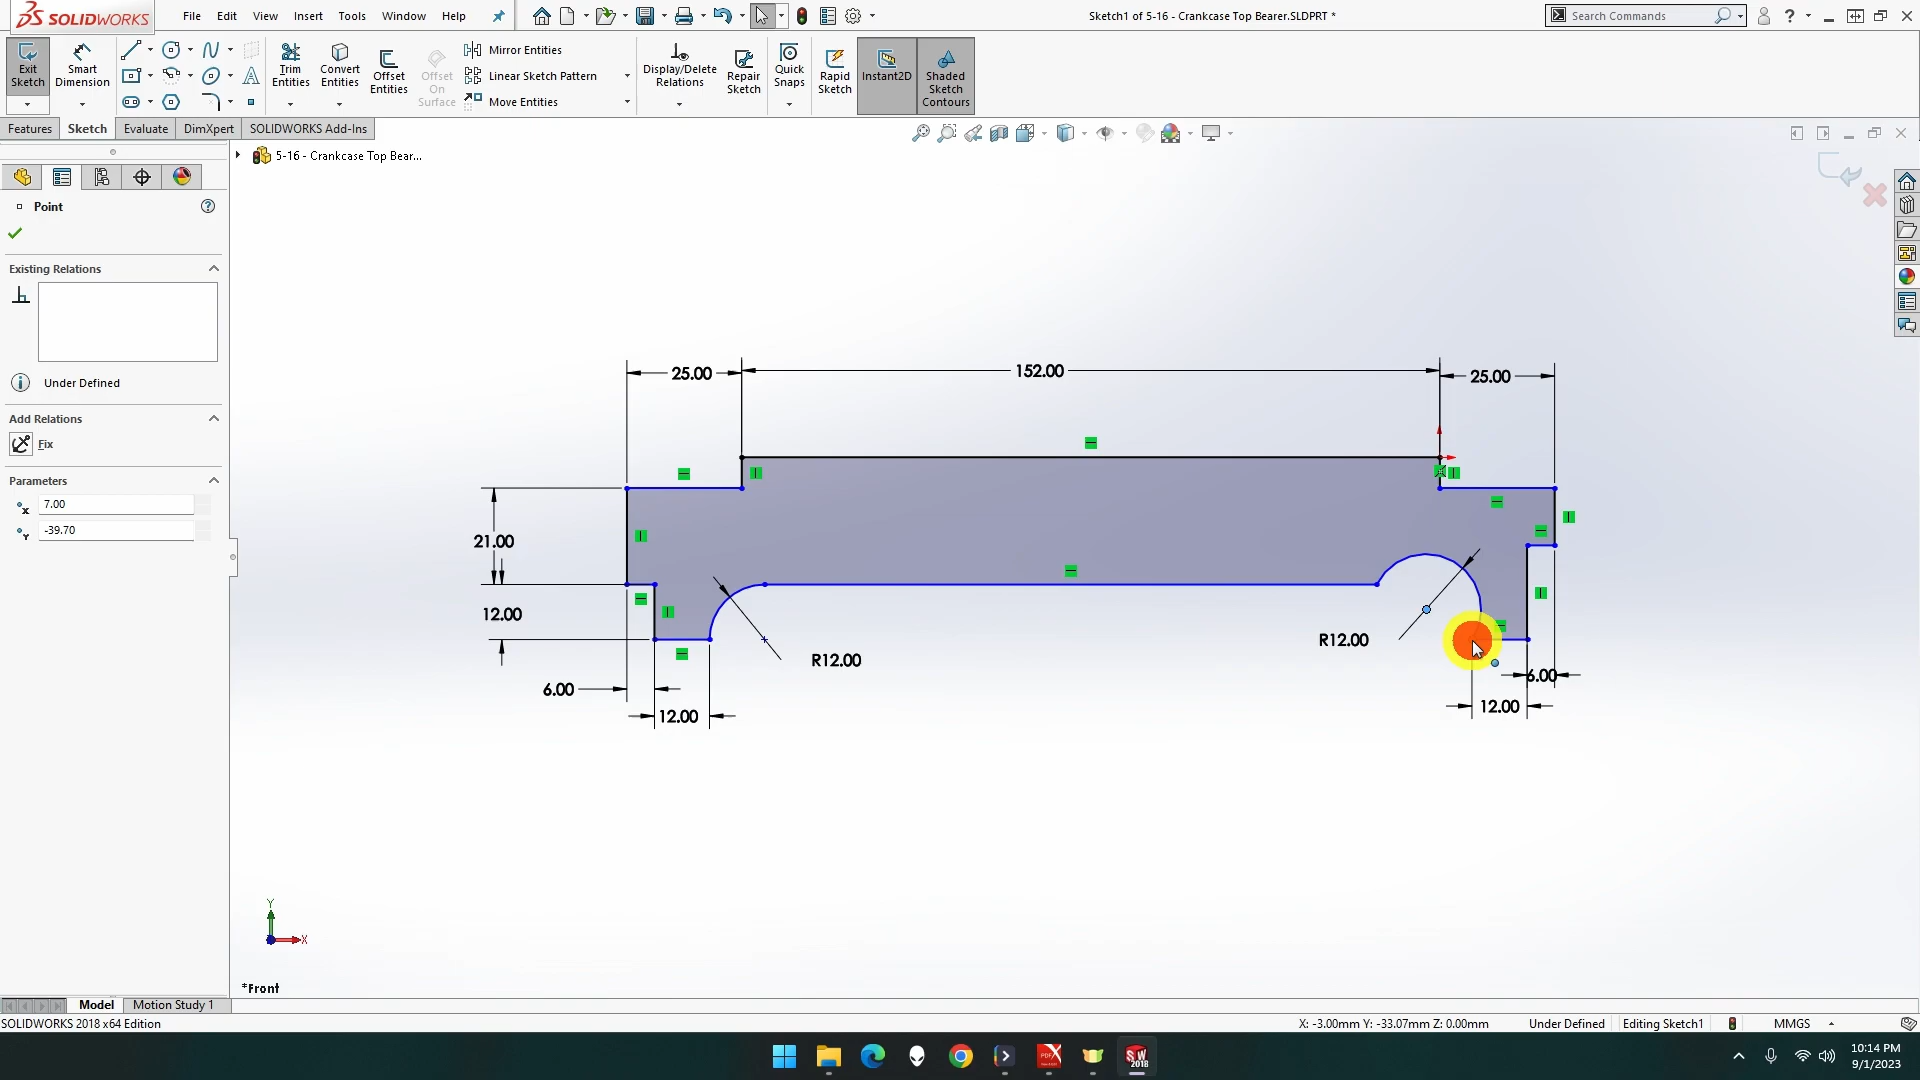 SOLIDWORKS File Edit View Insert Tools Window Help Sketch1 of 5-16 - Crankcase Top Bearer.SLDPRT * Search Commands
Exit Sketch
Smart Dimension
Trim Entities
Convert Entities
Offset Entities
Offset On Surface
Mirror Entities
Linear Sketch Pattern
Move Entities
Display/Delete Relations
Repair Sketch
Quick Snaps
Rapid Sketch
Instant2D
Shaded Sketch Contours
Features Sketch Evaluate DimXpert SOLIDWORKS Add-Ins
5-16 - Crankcase Top Bear...
Point
Existing Relations
Under Defined
Add Relations
Fix
Parameters
7.00
-39.70
25.00 152.00 25.00
21.00
12.00
R12.00 R12.00
6.00 6.00
12.00 12.00
Y
X
*Front
Model Motion Study 1
SOLIDWORKS 2018 x64 Edition X: -3.00mm Y: -33.07mm Z: 0.00mm Under Defined Editing Sketch1 MMGS
10:14 PM
9/1/2023